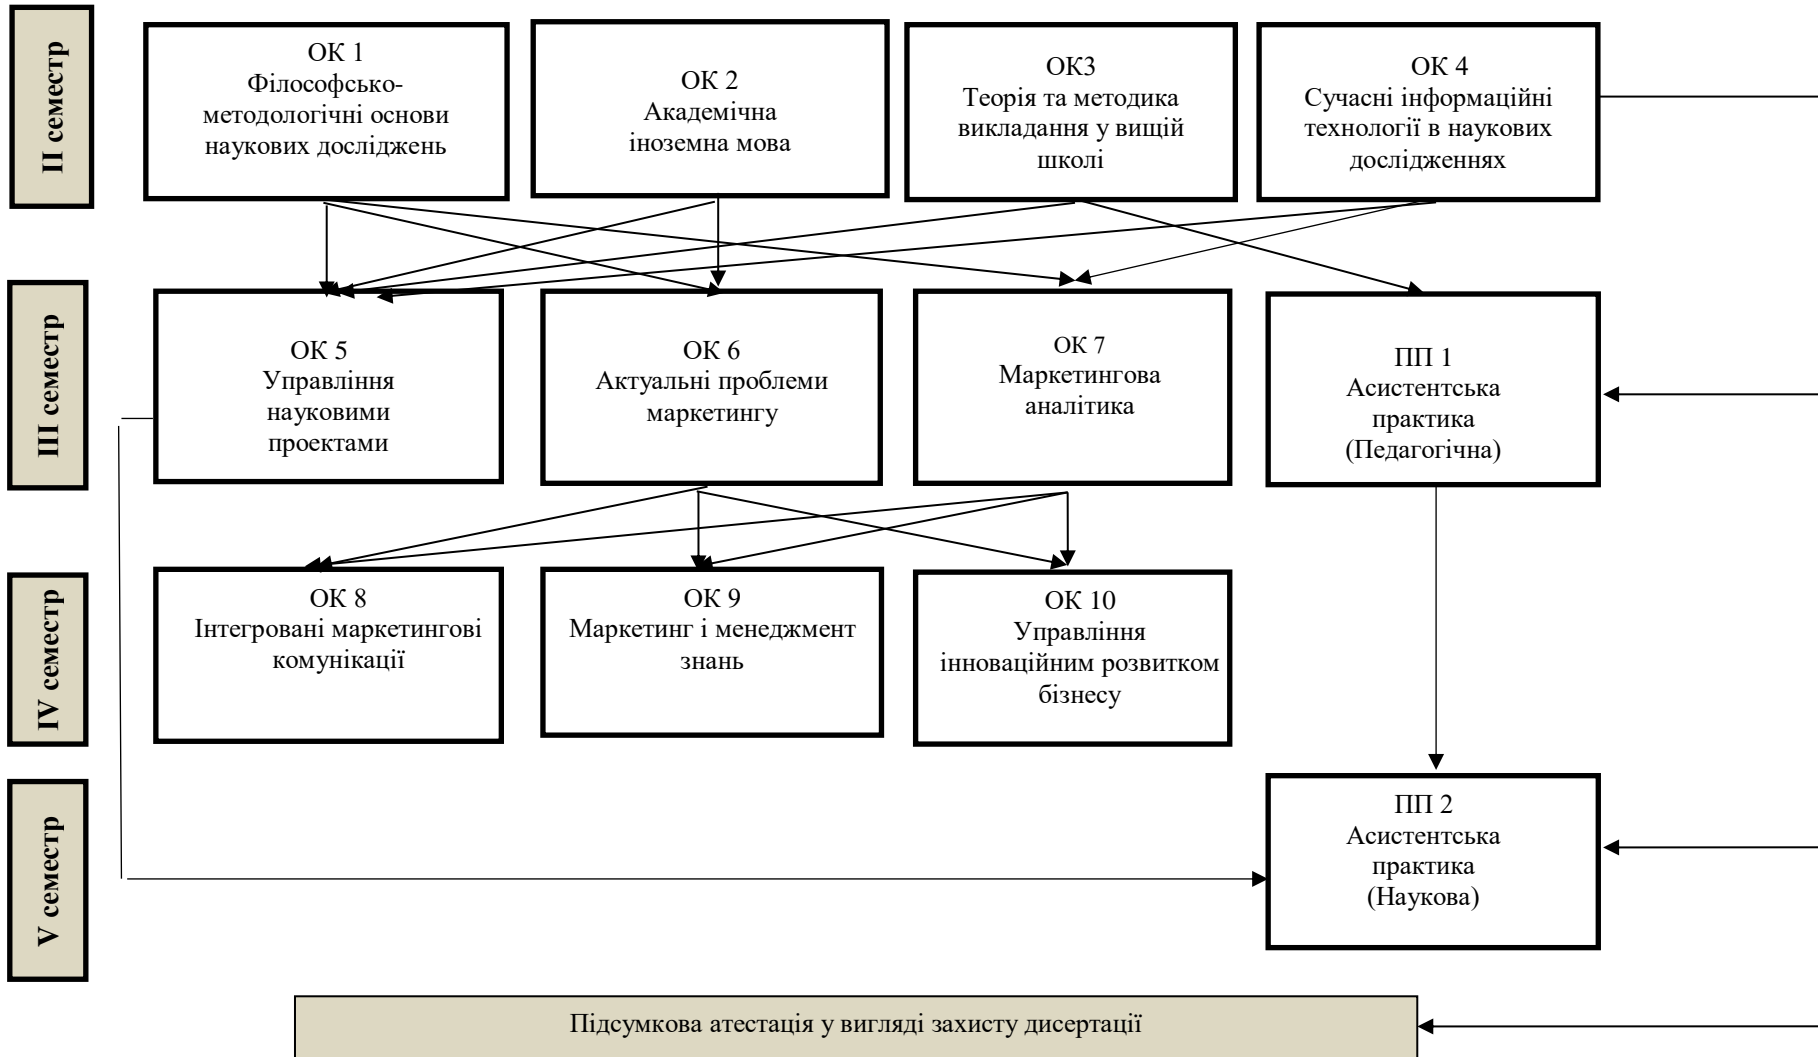 II семестр
ОК 1
Філософсько-
методологічні основи
наукових досліджень
ОК 2
Академічна
іноземна мова
ОК3
Теорія та методика
викладання у вищій
школі
ОК 4
Сучасні інформаційні
технології в наукових
дослідженнях
III семестр
ОК 5
Управління
науковими
проектами
ОК 6
Актуальні проблеми
маркетингу
ОК 7
Маркетингова
аналітика
ПП 1
Асистентська
практика
(Педагогічна)
IV семестр
ОК 8
Інтегровані маркетингові
комунікації
ОК 9
Маркетинг і менеджмент
знань
ОК 10
Управління
інноваційним розвитком
бізнесу
V семестр
ПП 2
Асистентська
практика
(Наукова)
Підсумкова атестація у вигляді захисту дисертації